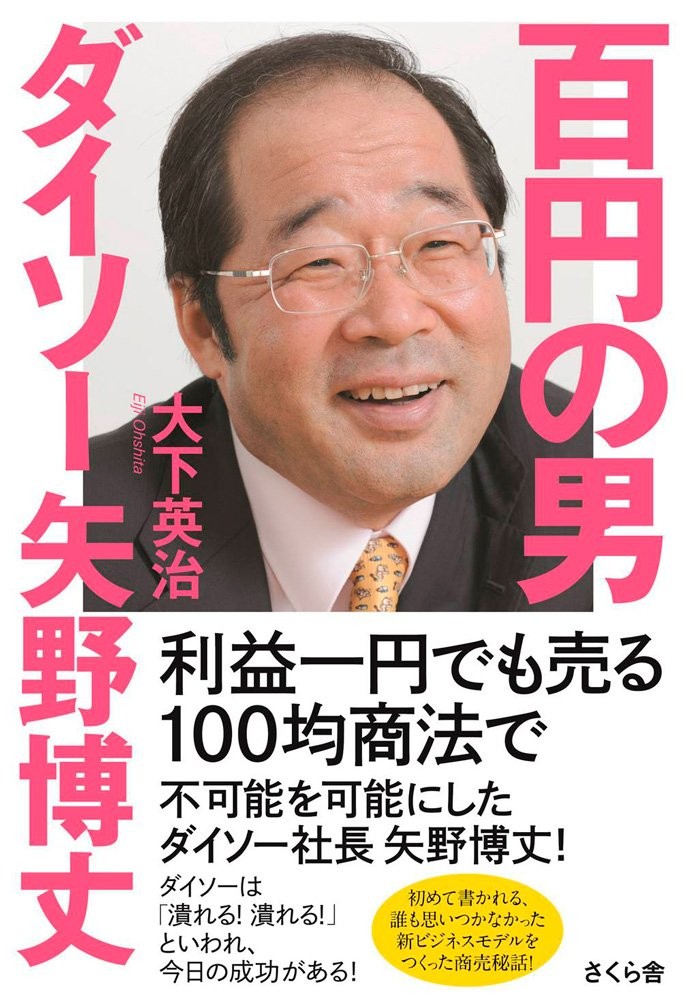 百円の男
ダイソー矢野博丈
大下英治
Eiji Ohshita
利益一円でも売る
100均商法で
不可能を可能にした
ダイソー社長 矢野博丈!
ダイソーは
「潰れる! 潰れる!」
といわれ、
今日の成功がある!
初めて書かれる、
誰も思いつかなかった
新ビジネスモデルを
つくった商売秘話!
さくら舎